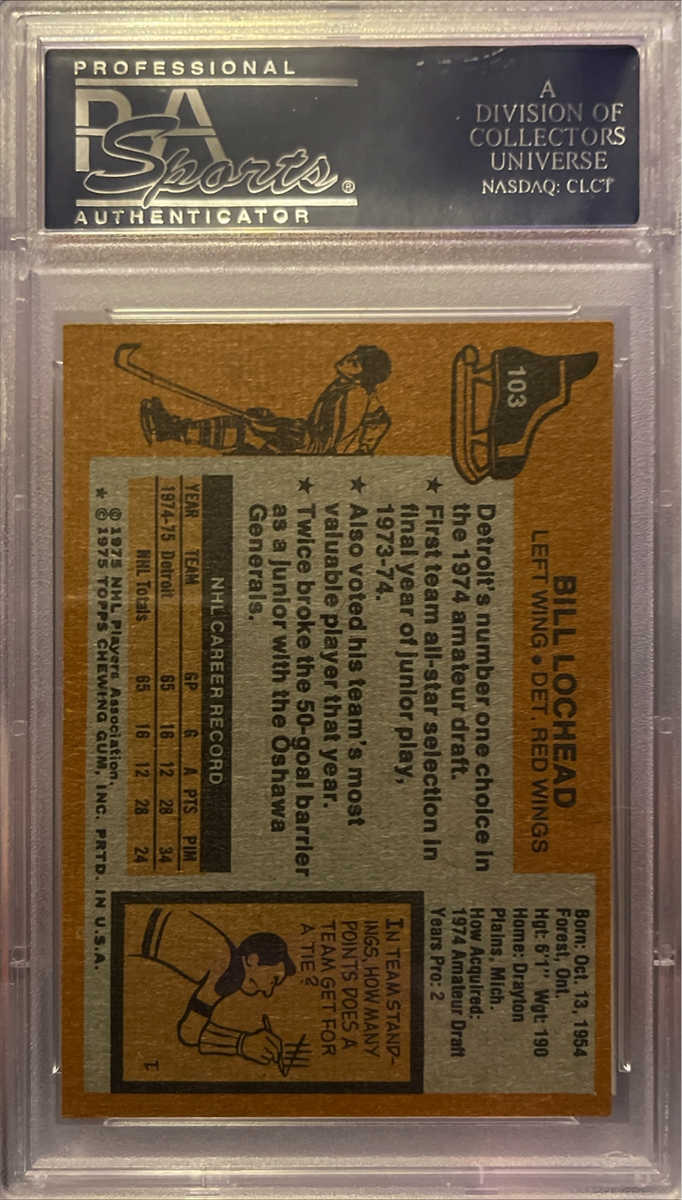 PROFESSIONAL
PSA
Sports®
AUTHENTICATOR
A
DIVISION OF
COLLECTORS
UNIVERSE
NASDAQ: CLCT
103
BILL LOCHEAD
LEFT WING • DET. RED WINGS
Detroit's number one choice in
the 1974 amateur draft.
★ First team all-star selection in
final year of junior play,
1973-74.
★ Also voted his team's most
valuable player that year.
★ Twice broke the 50-goal barrier
as a junior with the Oshawa
Generals.
NHL CAREER RECORD
YEAR TEAM GP G A PTS PIM
1974-75 Detroit 65 16 12 28 34
NHL Totals 65 16 12 28 24
© 1975 NHL Players Association.
★ © 1975 TOPPS CHEWING GUM, INC. PRTD. IN U.S.A.
Born: Oct. 13, 1954
Forest, Ont.
Hgt: 6'1" Wgt: 190
Home: Drayton
Plains, Mich.
How Acquired:
1974 Amateur Draft
Years Pro: 2
IN TEAM STAND-
INGS, HOW MANY
POINTS DOES A
TEAM GET FOR
A TIE?
1